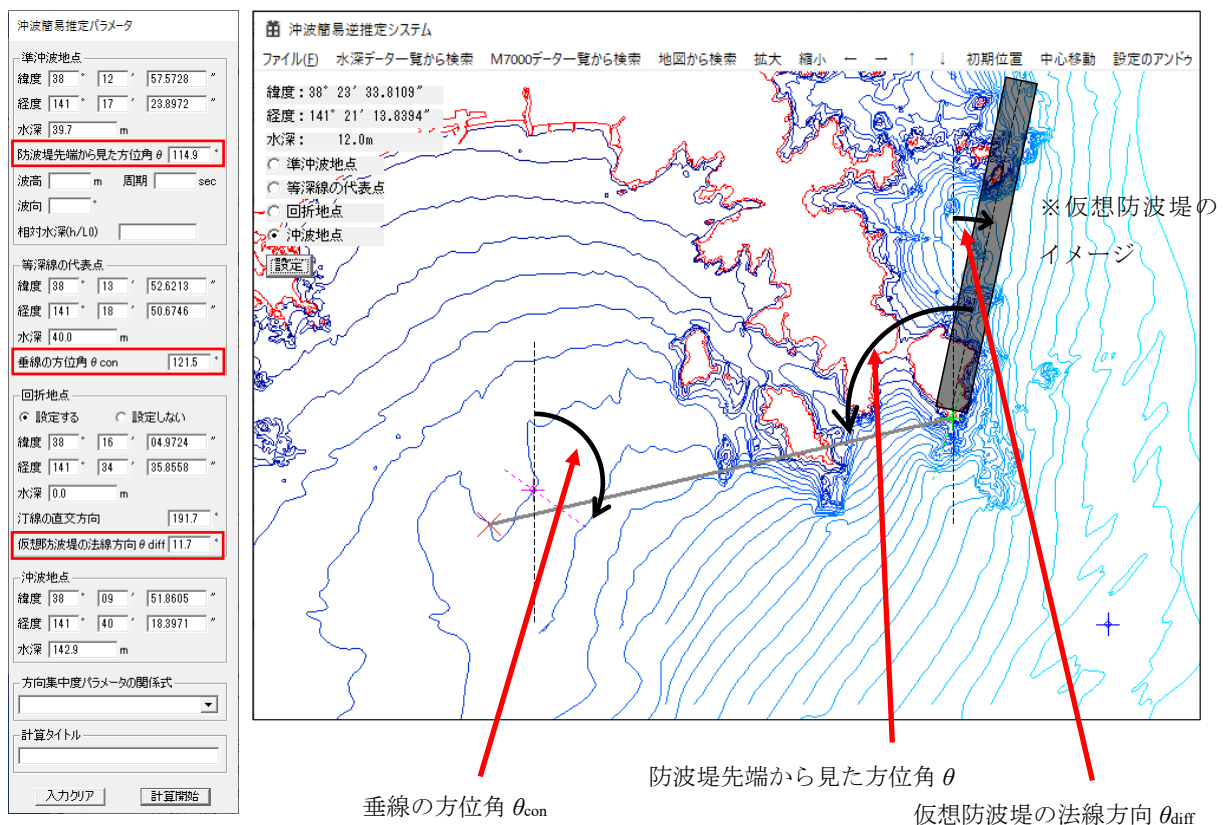 沖波簡易推定パラメータ
準沖波地点
緯度 38 ° 12 ′ 57.5728 ″
経度 141 ° 17 ′ 23.8972 ″
水深 39.7 m
防波堤先端から見た方位角 θ 114.9 °
波高 m 周期 sec
波向 °
相対水深(h/L0)
等深線の代表点
緯度 38 ° 13 ′ 52.6213 ″
経度 141 ° 18 ′ 50.6746 ″
水深 40.0 m
垂線の方位角 θ con 121.5 °
回折地点
設定する 設定しない
緯度 38 ° 16 ′ 04.9724 ″
経度 141 ° 34 ′ 35.8558 ″
水深 0.0 m
汀線の直交方向 191.7 °
仮想防波堤の法線方向 θ diff 11.7 °
沖波地点
緯度 38 ° 09 ′ 51.8605 ″
経度 141 ° 40 ′ 18.3971 ″
水深 142.9 m
方向集中度パラメータの関係式
計算タイトル
入力クリア 計算開始
沖波簡易逆推定システム
ファイル(F) 水深データ一覧から検索 M7000データ一覧から検索 地図から検索 拡大 縮小 ← → ↑ ↓ 初期位置 中心移動 設定のアンドゥ
緯度：38° 23′ 33.8109″
経度：141° 21′ 13.8394″
水深： 12.0m
準沖波地点
等深線の代表点
回折地点
沖波地点
設定
※仮想防波堤の
イメージ
防波堤先端から見た方位角 θ
垂線の方位角 θcon
仮想防波堤の法線方向 θdiff